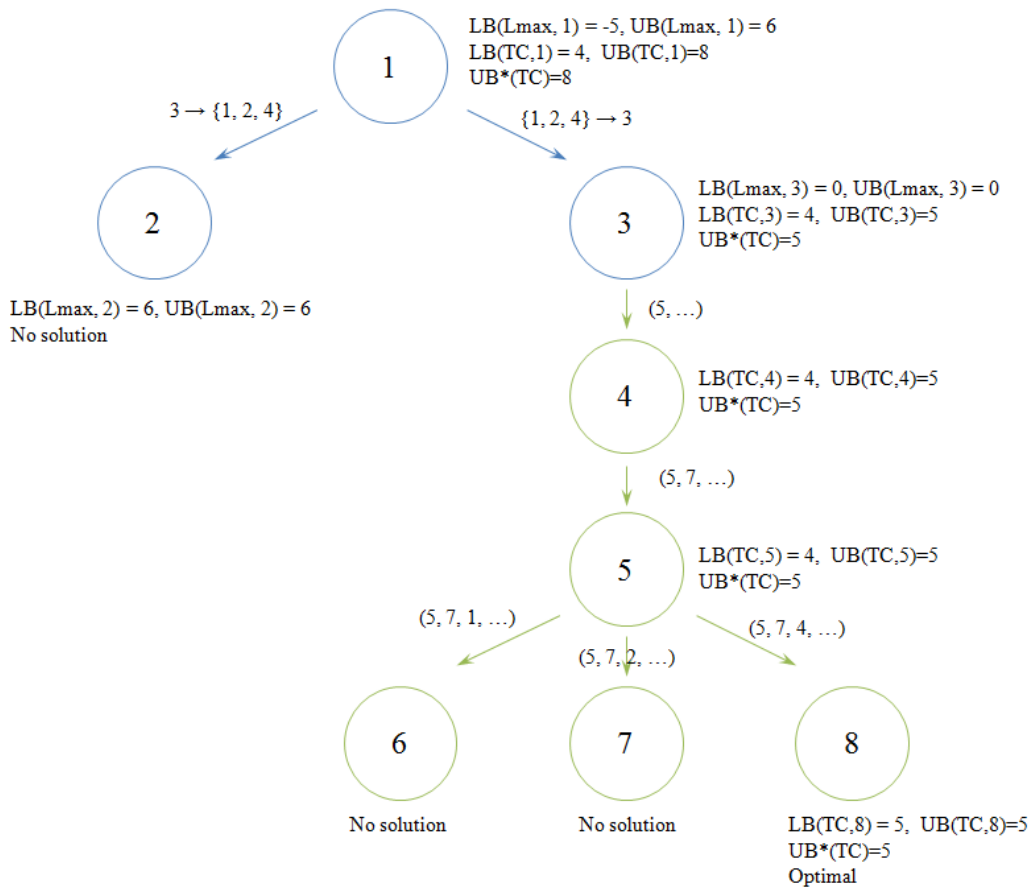 LB(Lmax, 1) = -5, UB(Lmax, 1) = 6
LB(TC,1) = 4, UB(TC,1)=8
UB*(TC)=8
1
3 → {1, 2, 4}
{1, 2, 4} → 3
2
3
LB(Lmax, 3) = 0, UB(Lmax, 3) = 0
LB(TC,3) = 4, UB(TC,3)=5
UB*(TC)=5
LB(Lmax, 2) = 6, UB(Lmax, 2) = 6
No solution
(5, …)
4
LB(TC,4) = 4, UB(TC,4)=5
UB*(TC)=5
(5, 7, …)
5
LB(TC,5) = 4, UB(TC,5)=5
UB*(TC)=5
(5, 7, 1, …)
(5, 7, 2, …)
(5, 7, 4, …)
6
7
8
No solution
No solution
LB(TC,8) = 5, UB(TC,8)=5
UB*(TC)=5
Optimal